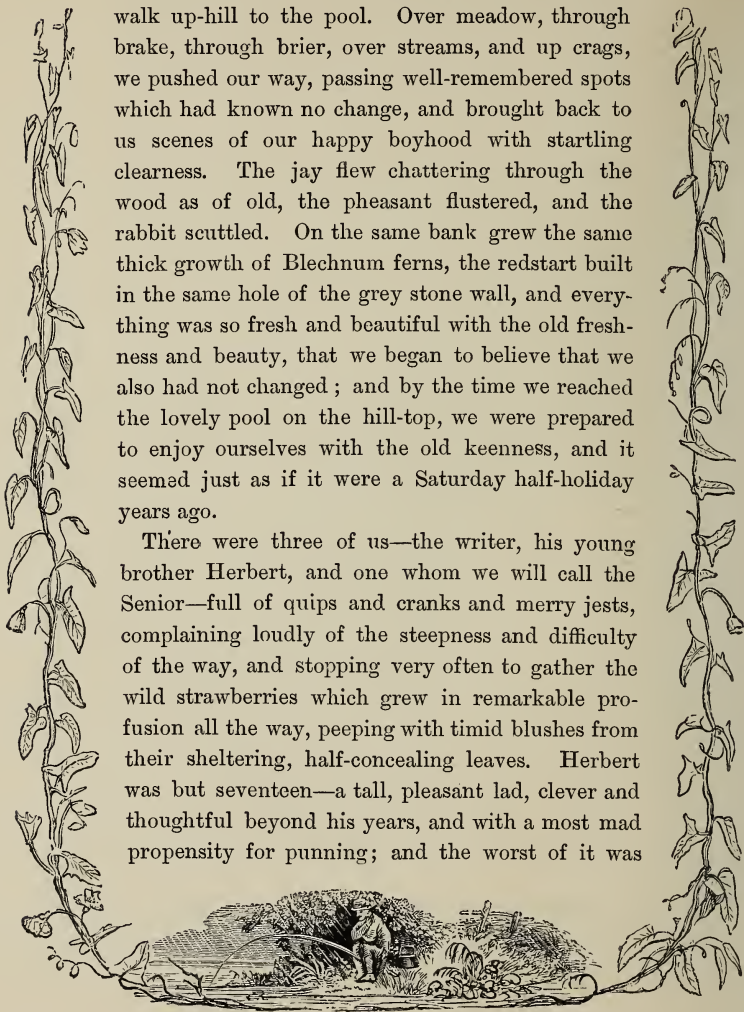 walk up-hill to the pool. Over meadow, through
brake, through brier, over streams, and up crags,
we pushed our way, passing well-remembered spots
which had known no change, and brought back to
us scenes of our happy boyhood with startling
clearness. The jay flew chattering through the
wood as of old, the pheasant flustered, and the
rabbit scuttled. On the same bank grew the same
thick growth of Blechnum ferns, the redstart built
in the same hole of the grey stone wall, and every-
thing was so fresh and beautiful with the old fresh-
ness and beauty, that we began to believe that we
also had not changed; and by the time we reached
the lovely pool on the hill-top, we were prepared
to enjoy ourselves with the old keenness, and it
seemed just as if it were a Saturday half-holiday
years ago.
There were three of us—the writer, his young
brother Herbert, and one whom we will call the
Senior—full of quips and cranks and merry jests,
complaining loudly of the steepness and difficulty
of the way, and stopping very often to gather the
wild strawberries which grew in remarkable pro-
fusion all the way, peeping with timid blushes from
their sheltering, half-concealing leaves. Herbert
was but seventeen—a tall, pleasant lad, clever and
thoughtful beyond his years, and with a most mad
propensity for punning; and the worst of it was